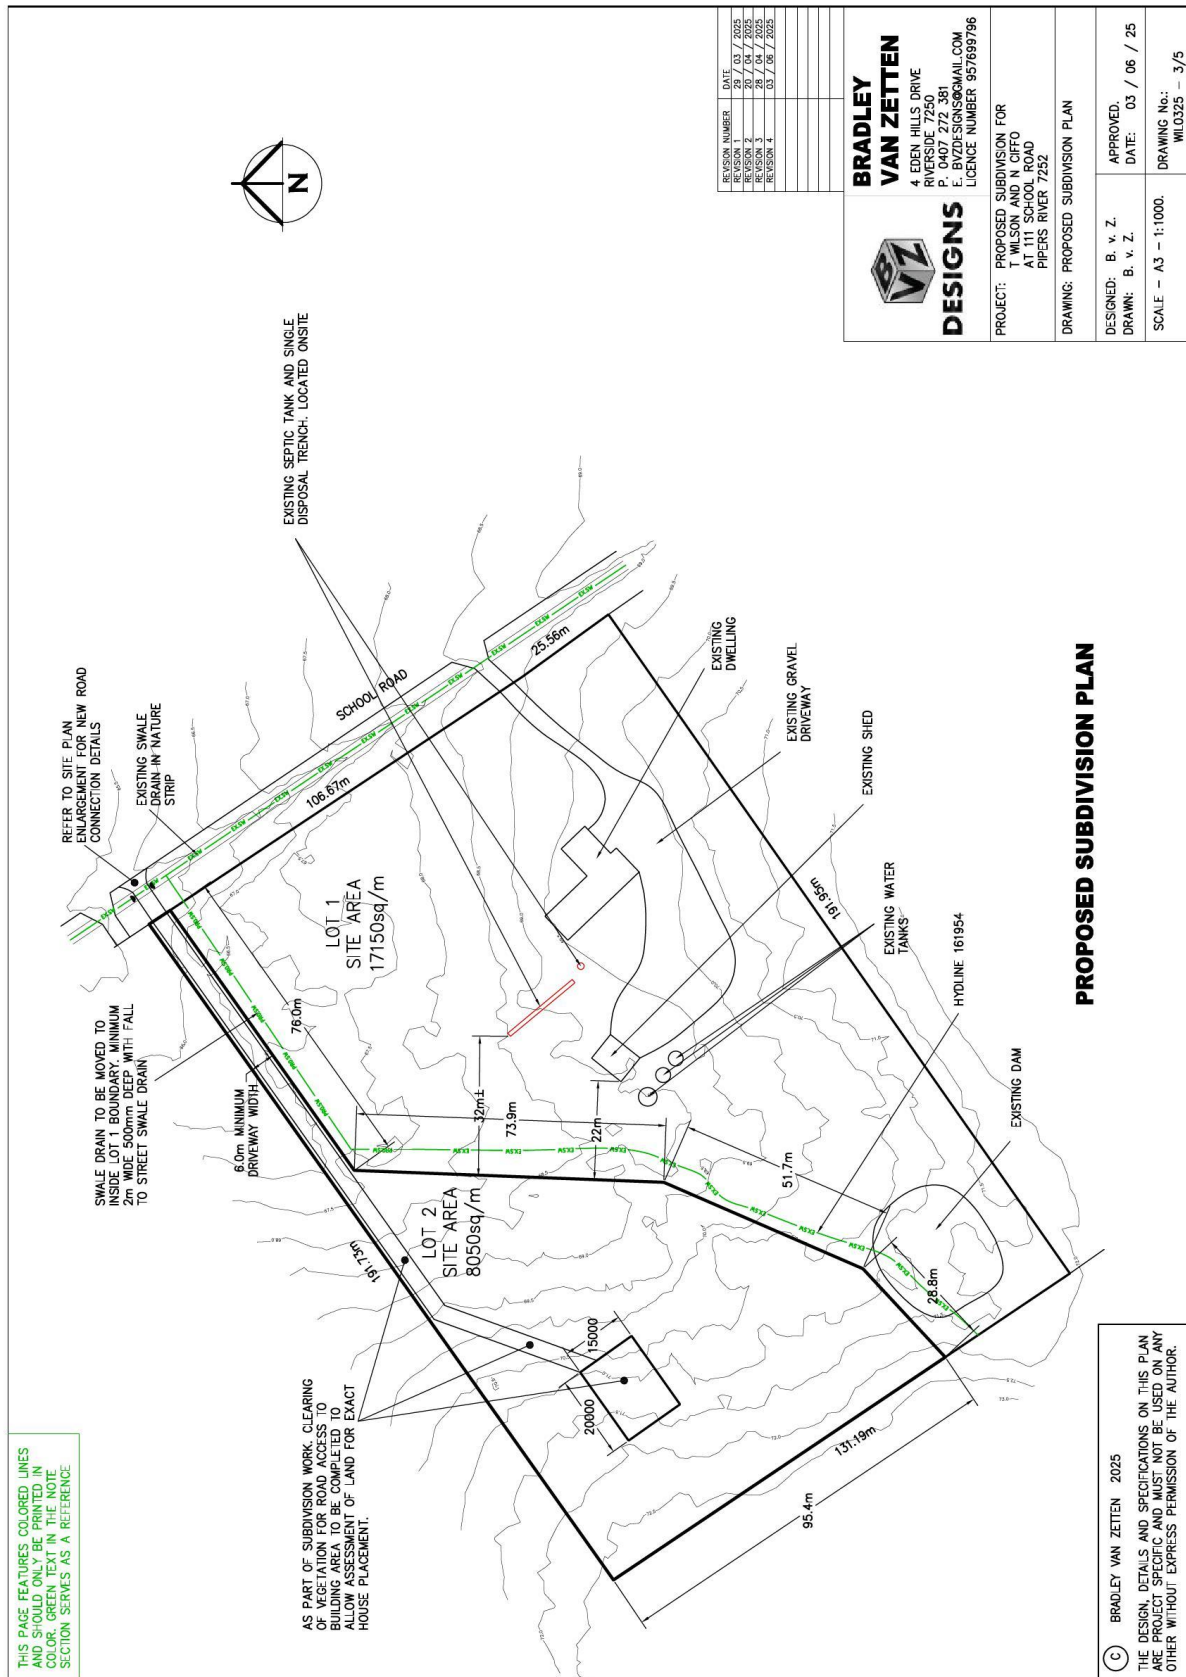 THIS PAGE FEATURES COLORED LINES
AND SHOULD ONLY BE PRINTED IN
COLOR. GREEN TEXT IN THE NOTE
SECTION SERVES AS A REFERENCE
AS PART OF SUBDIVISION WORK. CLEARING
OF VEGETATION FOR ROAD ACCESS TO
BUILDING AREA TO BE COMPLETED TO
ALLOW ASSESSMENT OF LAND FOR EXACT
HOUSE PLACEMENT.
SWALE DRAIN TO BE MOVED TO
INSIDE LOT 1 BOUNDARY. MINIMUM
2m WIDE 500mm DEEP WITH FALL
TO STREET SWALE DRAIN
REFER TO SITE PLAN
ENLARGEMENT FOR NEW ROAD
CONNECTION DETAILS
EXISTING SWALE
DRAIN IN NATURE
STRIP
6.0m MINIMUM
DRIVEWAY WIDTH
N
EXISTING SEPTIC TANK AND SINGLE
DISPOSAL TRENCH. LOCATED ONSITE
SCHOOL ROAD
106.67m
25.56m
76.0m
LOT 1
SITE AREA
17150sq/m
LOT 2
SITE AREA
8050sq/m
191.73m
32m±
73.9m
22m
51.7m
28.8m
15000
20000
131.19m
95.4m
191.95m
EXISTING
DWELLING
EXISTING GRAVEL
DRIVEWAY
EXISTING SHED
EXISTING WATER
TANKS
HYDLINE 161954
EXISTING DAM
PROPOSED SUBDIVISION PLAN
REVISION NUMBER DATE
REVISION 1 29 / 03 / 2025
REVISION 2 20 / 04 / 2025
REVISION 3 28 / 04 / 2025
REVISION 4 03 / 06 / 2025
BVZ
DESIGNS
BRADLEY
VAN ZETTEN
4 EDEN HILLS DRIVE
RIVERSIDE 7250
P. 0407 272 381
E. BVZDESIGNS@GMAIL.COM
LICENCE NUMBER 957699796
PROJECT: PROPOSED SUBDIVISION FOR
T WILSON AND N CIFFO
AT 111 SCHOOL ROAD
PIPERS RIVER 7252
DRAWING: PROPOSED SUBDIVISION PLAN
DESIGNED: B. v. Z.
DRAWN: B. v. Z.
APPROVED.
DATE: 03 / 06 / 25
SCALE - A3 - 1:1000.
DRAWING No.:
WIL0325 - 3/5
C BRADLEY VAN ZETTEN 2025
THE DESIGN, DETAILS AND SPECIFICATIONS ON THIS PLAN
ARE PROJECT SPECIFIC AND MUST NOT BE USED ON ANY
OTHER WITHOUT EXPRESS PERMISSION OF THE AUTHOR.